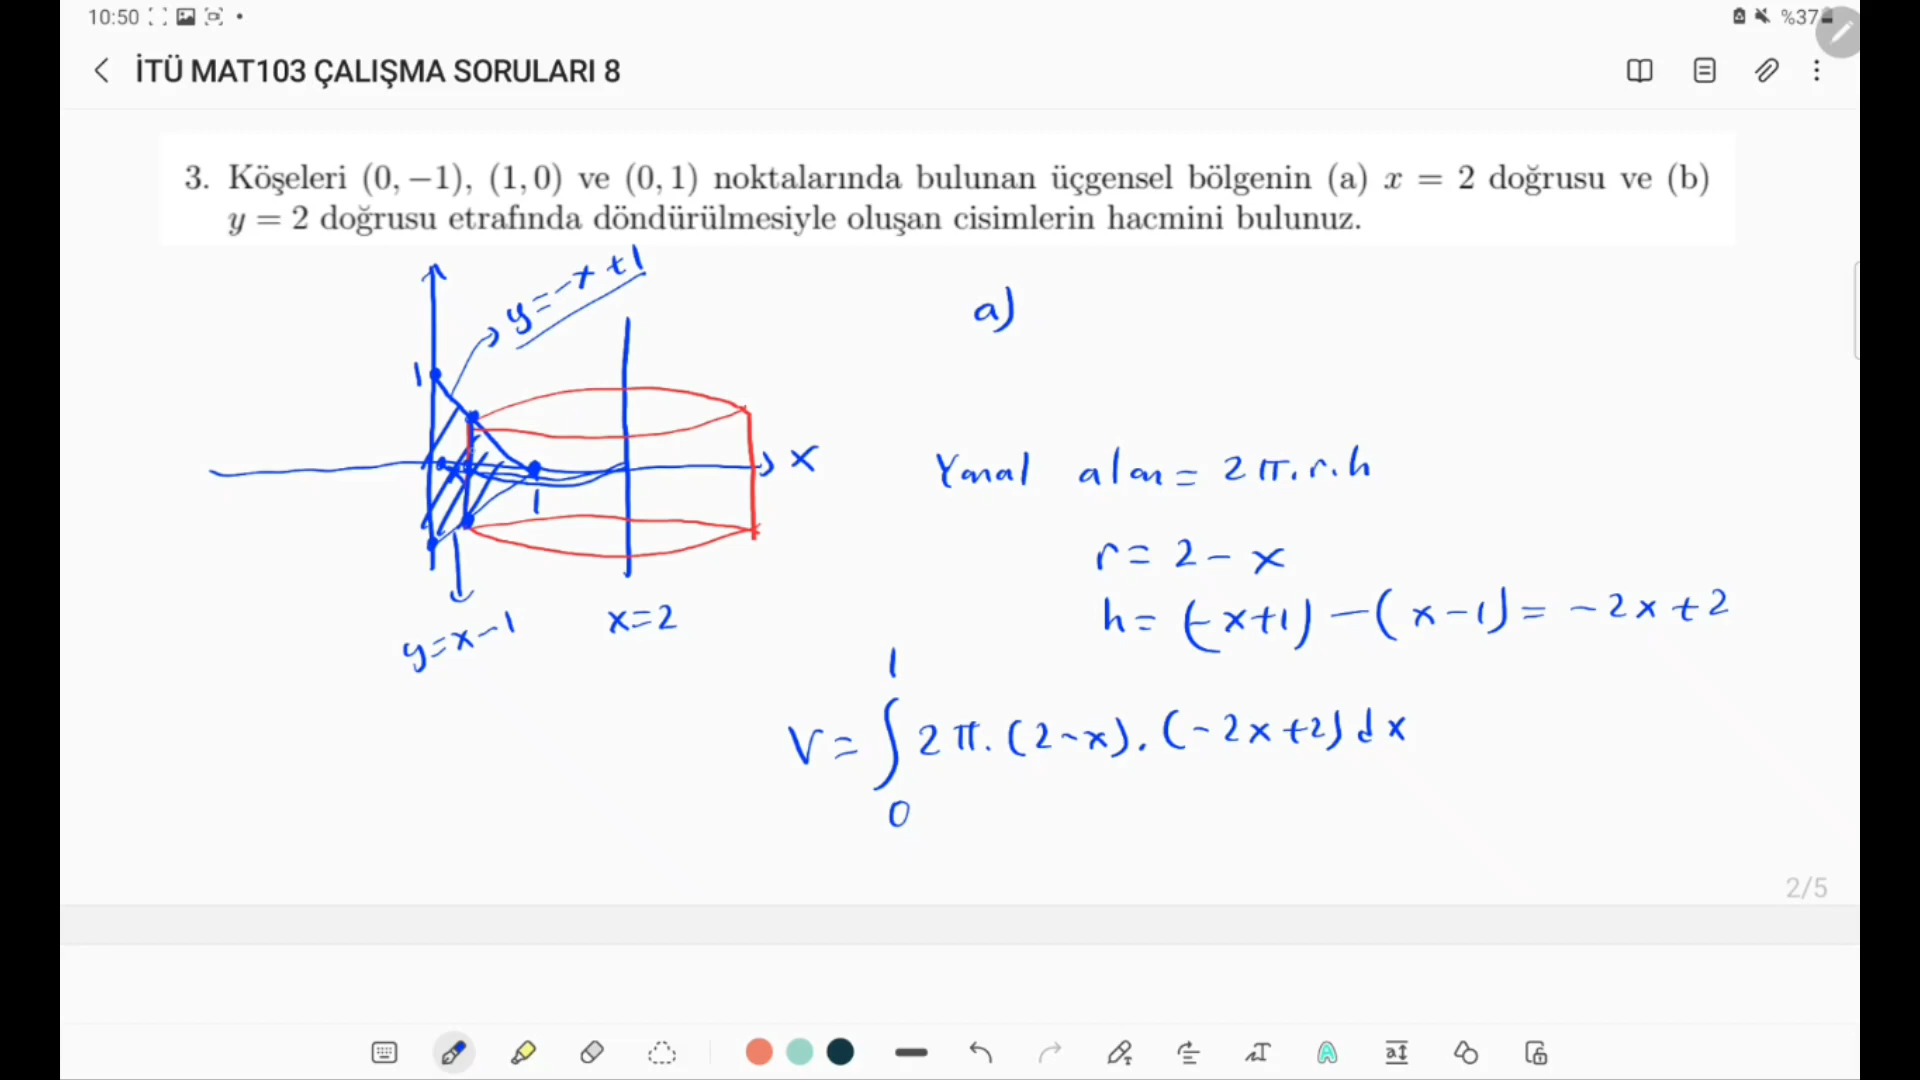 10:50
%37
İTÜ MAT103 ÇALIŞMA SORULARI 8
3. Köşeleri (0, −1), (1, 0) ve (0, 1) noktalarında bulunan üçgensel bölgenin (a) x = 2 doğrusu ve (b)
y = 2 doğrusu etrafında döndürülmesiyle oluşan cisimlerin hacmini bulunuz.
y=-x+1
a)
1
x
1
Yanal alan = 2π.r.h
r = 2 - x
h = (-x+1) - (x-1) = -2x+2
x=2
y=x-1
V = ∫₀¹ 2π.(2-x).(-2x+2)dx
2/5